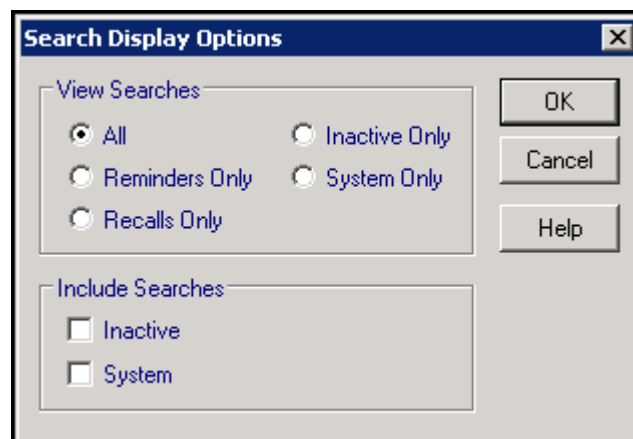 Search Display Options
View Searches
All
Inactive Only
Reminders Only
System Only
Recalls Only
OK
Cancel
Help
Include Searches
Inactive
System